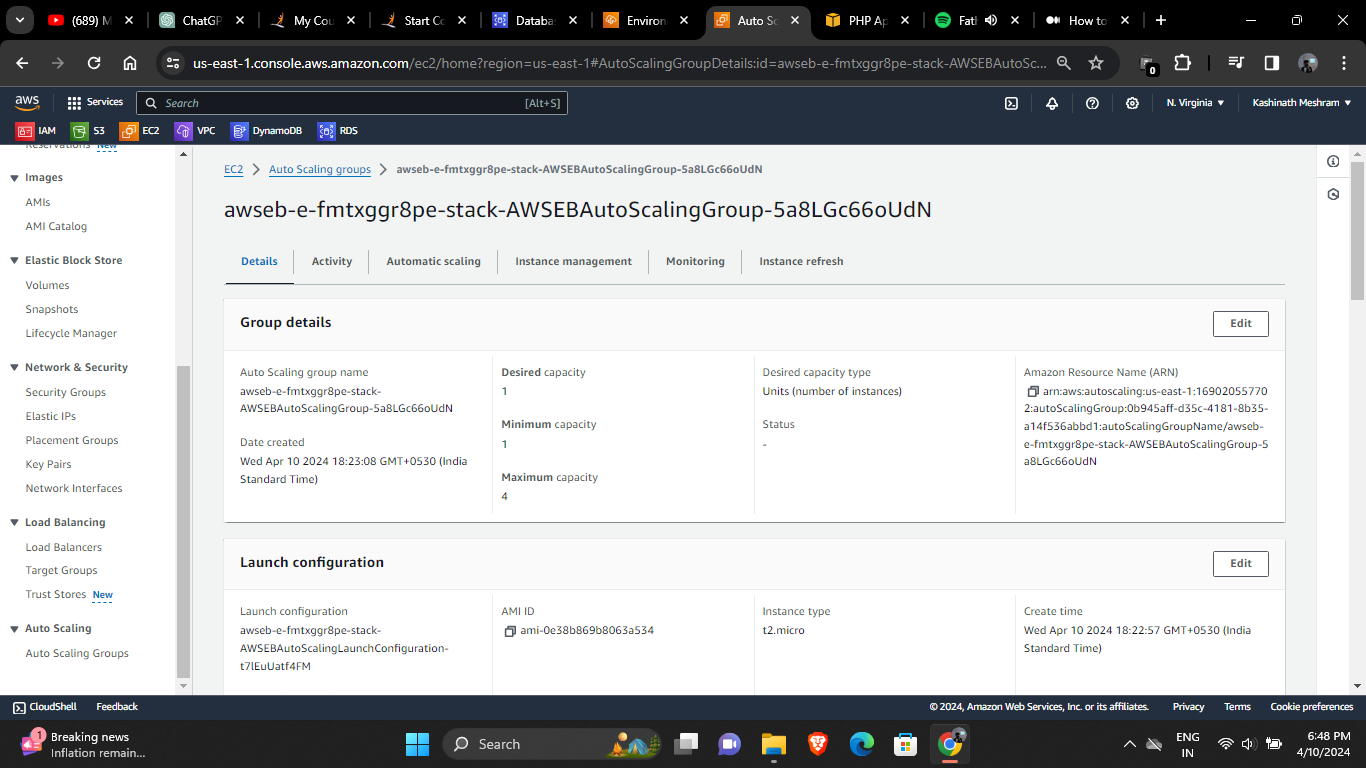 (689) M
ChatGP
My Cou
Start Co
Databa
Environ
Auto Sc
PHP Ap
Fat
How to
us-east-1.console.aws.amazon.com/ec2/home?region=us-east-1#AutoScalingGroupDetails:id=awseb-e-fmtxggr8pe-stack-AWSEBAutoSc...
0
aws
Services
Search
[Alt+S]
N. Virginia
Kashinath Meshram
IAM
S3
EC2
VPC
DynamoDB
RDS
Reservations New
Images
AMIs
AMI Catalog
Elastic Block Store
Volumes
Snapshots
Lifecycle Manager
Network & Security
Security Groups
Elastic IPs
Placement Groups
Key Pairs
Network Interfaces
Load Balancing
Load Balancers
Target Groups
Trust Stores New
Auto Scaling
Auto Scaling Groups
EC2 > Auto Scaling groups > awseb-e-fmtxggr8pe-stack-AWSEBAutoScalingGroup-5a8LGc66oUdN
awseb-e-fmtxggr8pe-stack-AWSEBAutoScalingGroup-5a8LGc66oUdN
Details
Activity
Automatic scaling
Instance management
Monitoring
Instance refresh
Group details
Edit
Auto Scaling group name
awseb-e-fmtxggr8pe-stack-
AWSEBAutoScalingGroup-5a8LGc66oUdN
Date created
Wed Apr 10 2024 18:23:08 GMT+0530 (India
Standard Time)
Desired capacity
1
Minimum capacity
1
Maximum capacity
4
Desired capacity type
Units (number of instances)
Status
-
Amazon Resource Name (ARN)
arn:aws:autoscaling:us-east-1:16902055770
2:autoScalingGroup:0b945aff-d35c-4181-8b35-
a14f536abbd1:autoScalingGroupName/awseb-
e-fmtxggr8pe-stack-AWSEBAutoScalingGroup-5
a8LGc66oUdN
Launch configuration
Edit
Launch configuration
awseb-e-fmtxggr8pe-stack-
AWSEBAutoScalingLaunchConfiguration-
t7lEuUatf4FM
AMI ID
ami-0e38b869b8063a534
Instance type
t2.micro
Create time
Wed Apr 10 2024 18:22:57 GMT+0530 (India
Standard Time)
CloudShell
Feedback
© 2024, Amazon Web Services, Inc. or its affiliates.
Privacy
Terms
Cookie preferences
1
Breaking news
Inflation remain...
Search
ENG
IN
6:48 PM
4/10/2024